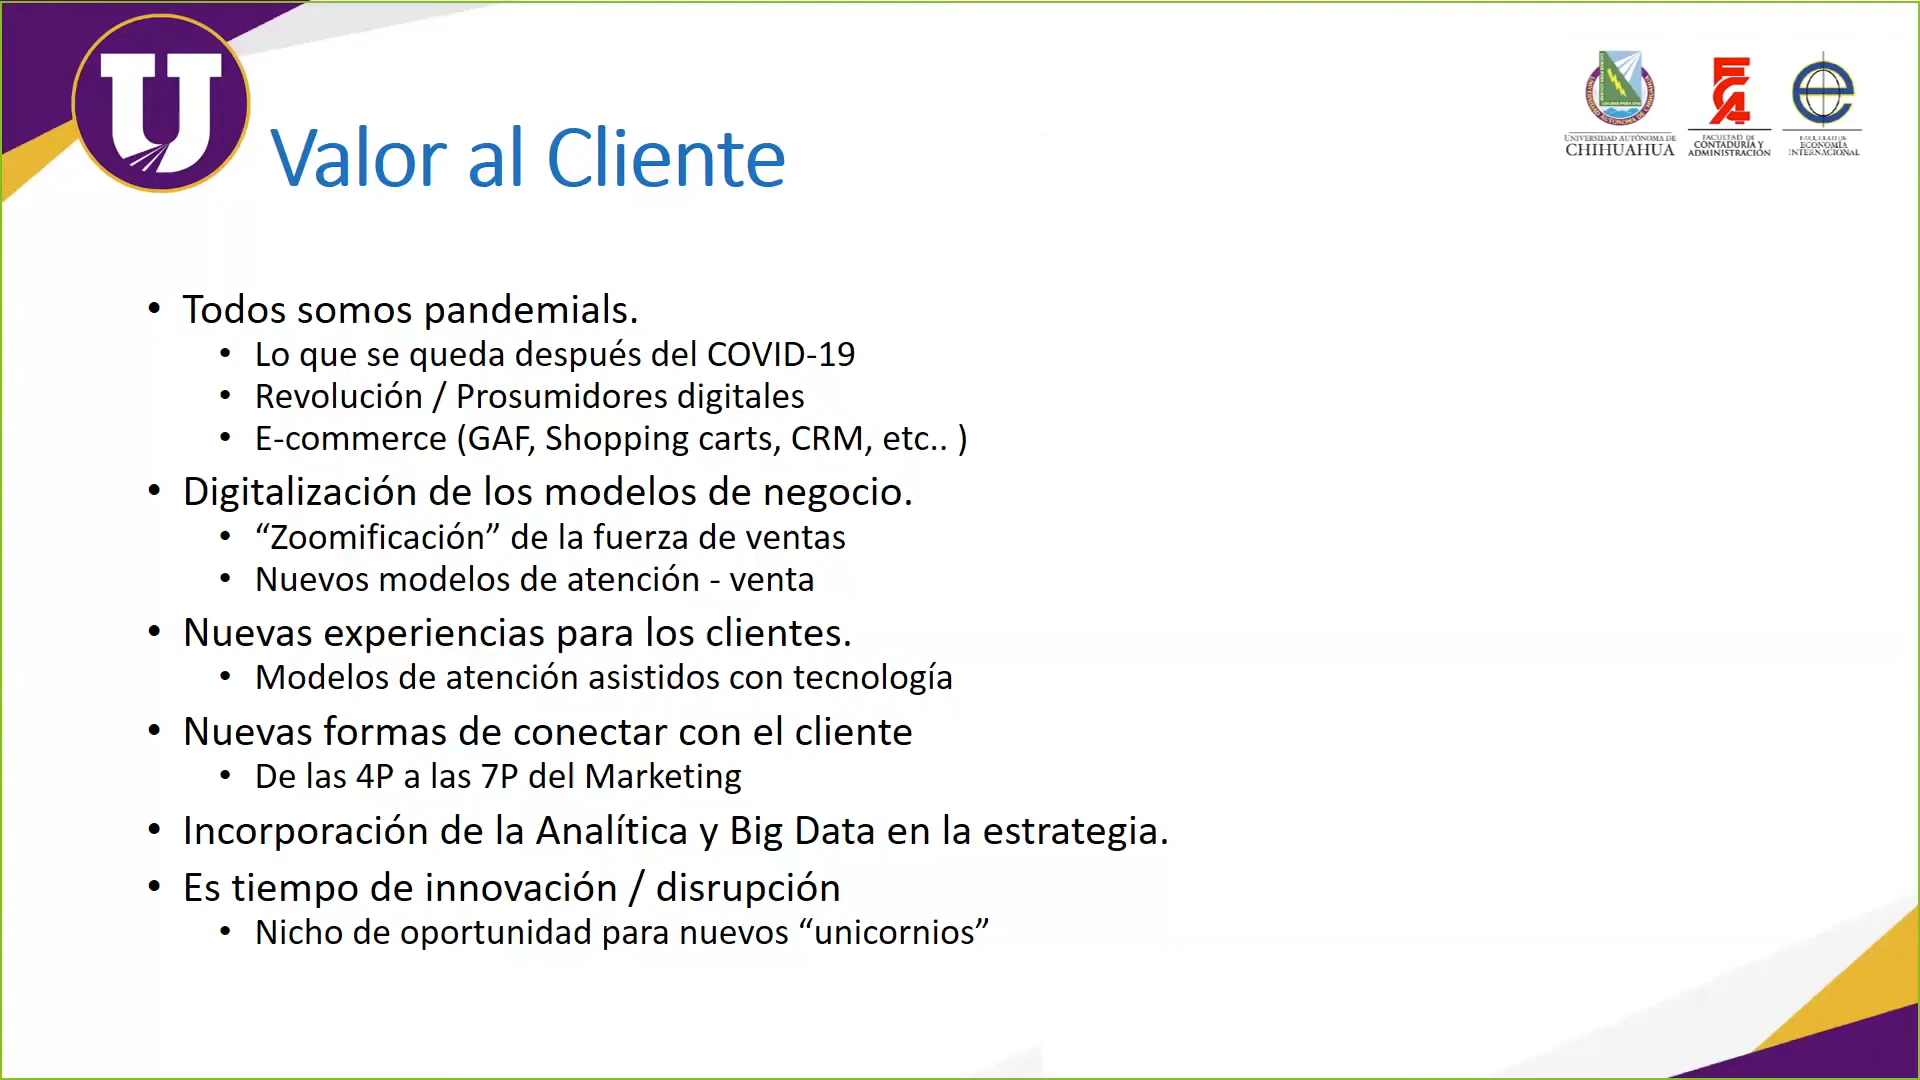 U
Valor al Cliente
UNIVERSIDAD AUTÓNOMA DE
CHIHUAHUA
FACULTAD DE
CONTADURÍA Y
ADMINISTRACIÓN
FACULTAD DE
ECONOMÍA
INTERNACIONAL
• Todos somos pandemials.
• Lo que se queda después del COVID-19
• Revolución / Prosumidores digitales
• E-commerce (GAF, Shopping carts, CRM, etc.. )
• Digitalización de los modelos de negocio.
• “Zoomificación” de la fuerza de ventas
• Nuevos modelos de atención - venta
• Nuevas experiencias para los clientes.
• Modelos de atención asistidos con tecnología
• Nuevas formas de conectar con el cliente
• De las 4P a las 7P del Marketing
• Incorporación de la Analítica y Big Data en la estrategia.
• Es tiempo de innovación / disrupción
• Nicho de oportunidad para nuevos “unicornios”